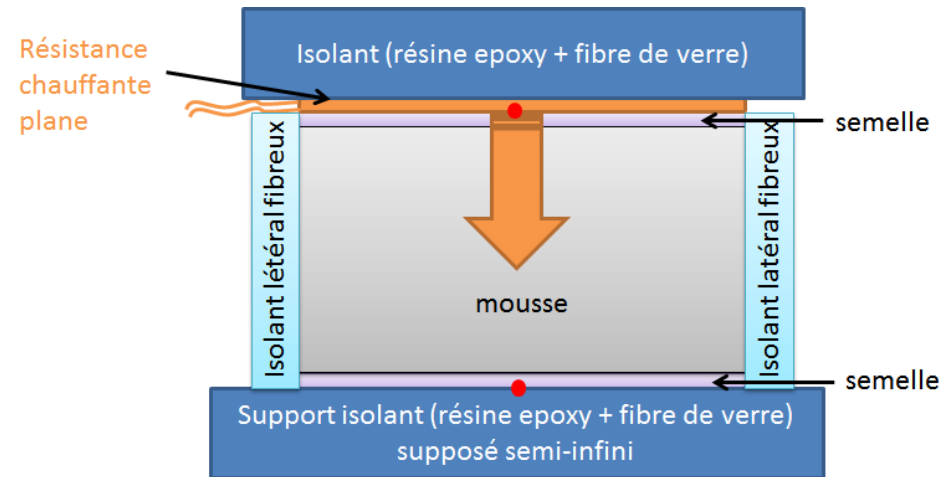 Isolant (résine epoxy + fibre de verre)
Résistance
chauffante
plane
semelle
Isolant létéral fibreux
Isolant latéral fibreux
mousse
semelle
Support isolant (résine epoxy + fibre de verre)
supposé semi-infini